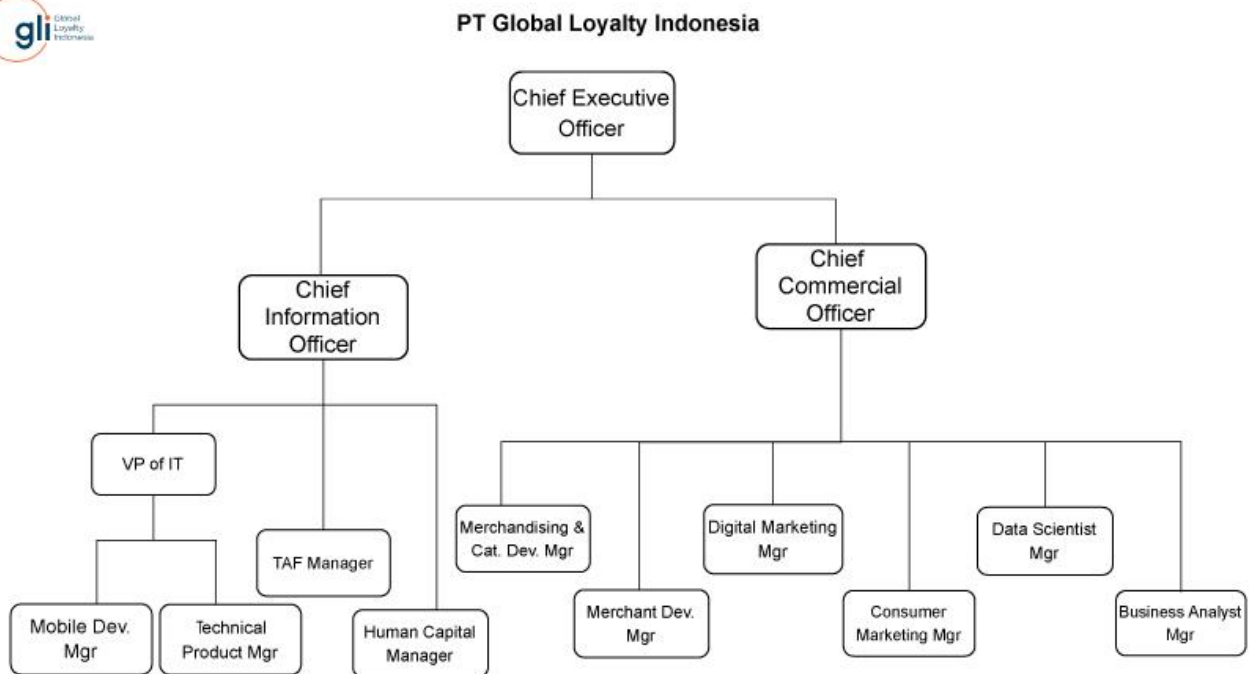 gli
Global
Loyalty
Indonesia
PT Global Loyalty Indonesia
Chief Executive
Officer
Chief
Information
Officer
Chief
Commercial
Officer
VP of IT
TAF Manager
Mobile Dev.
Mgr
Technical
Product Mgr
Human Capital
Manager
Merchandising &
Cat. Dev. Mgr
Digital Marketing
Mgr
Data Scientist
Mgr
Merchant Dev.
Mgr
Consumer
Marketing Mgr
Business Analyst
Mgr